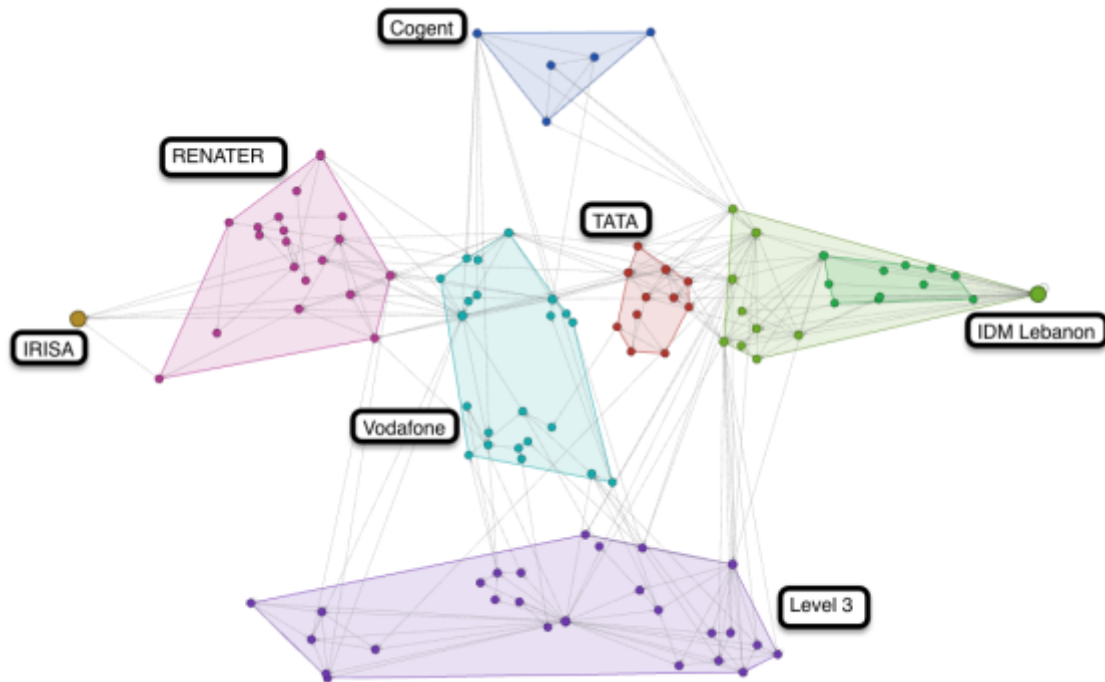 Cogent
RENATER
TATA
IRISA
IDM Lebanon
Vodafone
Level 3